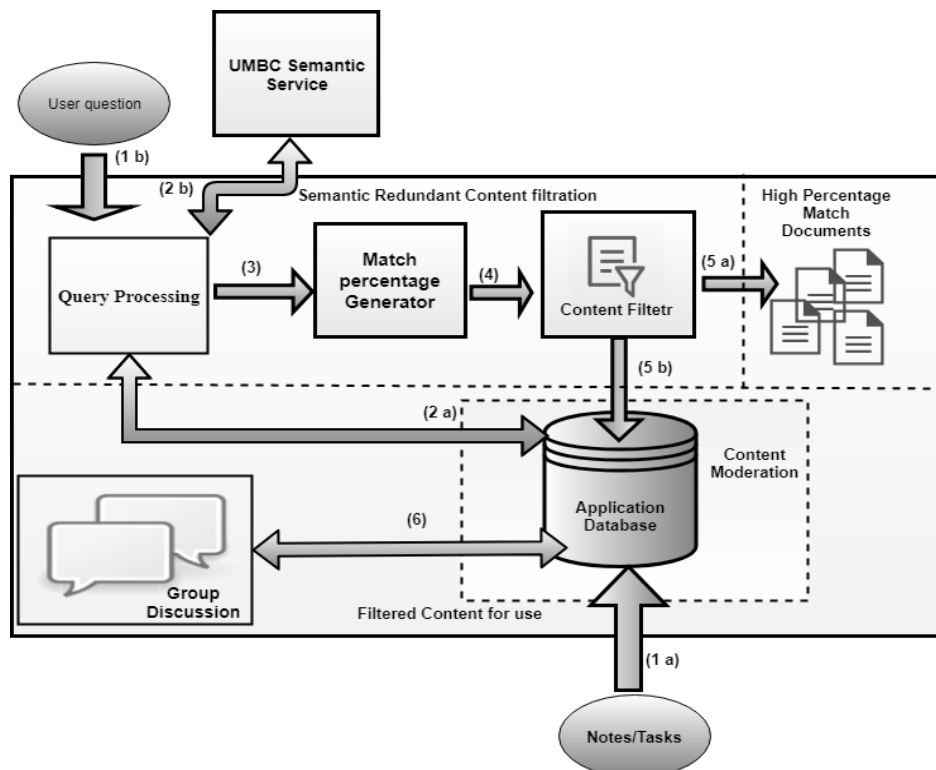 UMBC Semantic
Service
User question
(1 b)
(2 b)
Semantic Redundant Content filtration
High Percentage
Match
Documents
Query Processing
(3)
Match
percentage
Generator
(4)
Content Filtetr
(5 a)
(5 b)
(2 a)
Content
Moderation
Application
Database
(6)
Group
Discussion
Filtered Content for use
(1 a)
Notes/Tasks